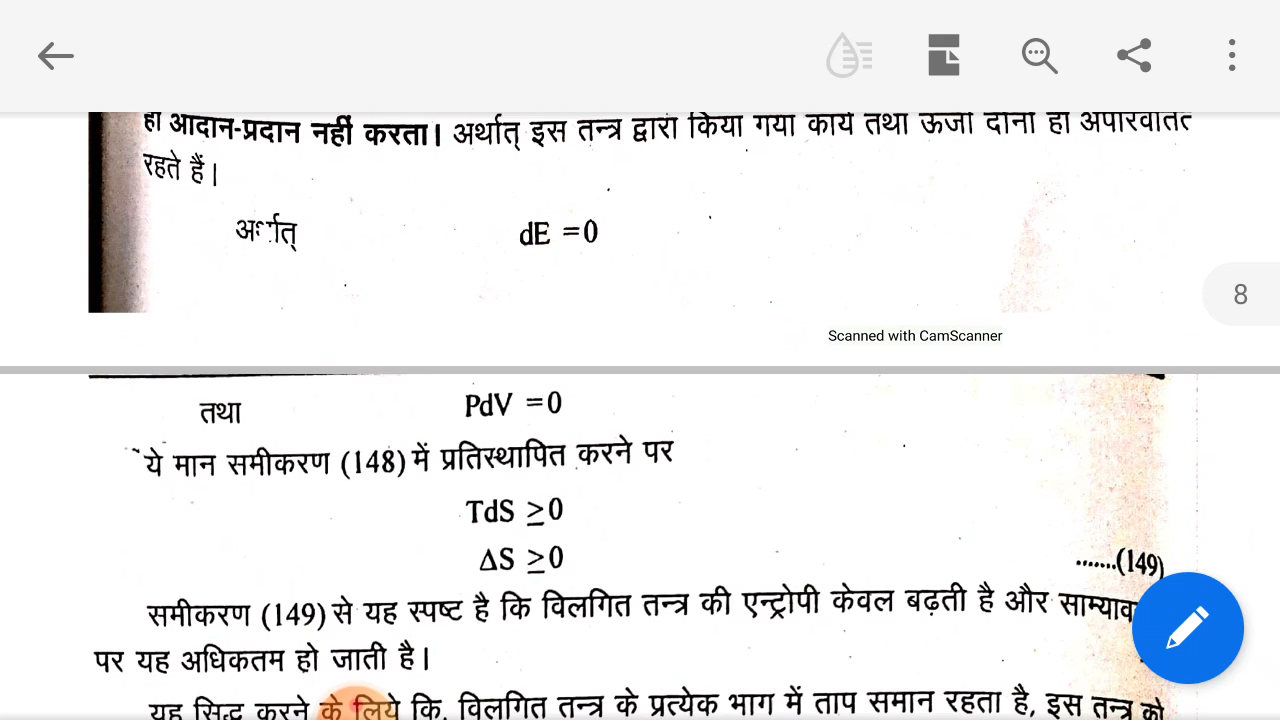 ही आदान-प्रदान नहीं करता। अर्थात् इस तन्त्र द्वारा किया गया कार्य तथा ऊर्जा दोनों ही
रहते हैं।
dE =0
8
Scanned with CamScanner
तथा PdV =0
ये मान समीकरण (148) में प्रतिस्थापित करने पर
TdS ≥0
ΔS ≥0 .......(149)
समीकरण (149) से यह स्पष्ट है कि विलगित तन्त्र की एन्ट्रोपी केवल बढ़ती है और
पर यह अधिकतम हो जाती है।
यह सिद्ध करने के लिये कि, विलगित तन्त्र के प्रत्येक भाग में ताप समान रहता है, इस तन्त्र को